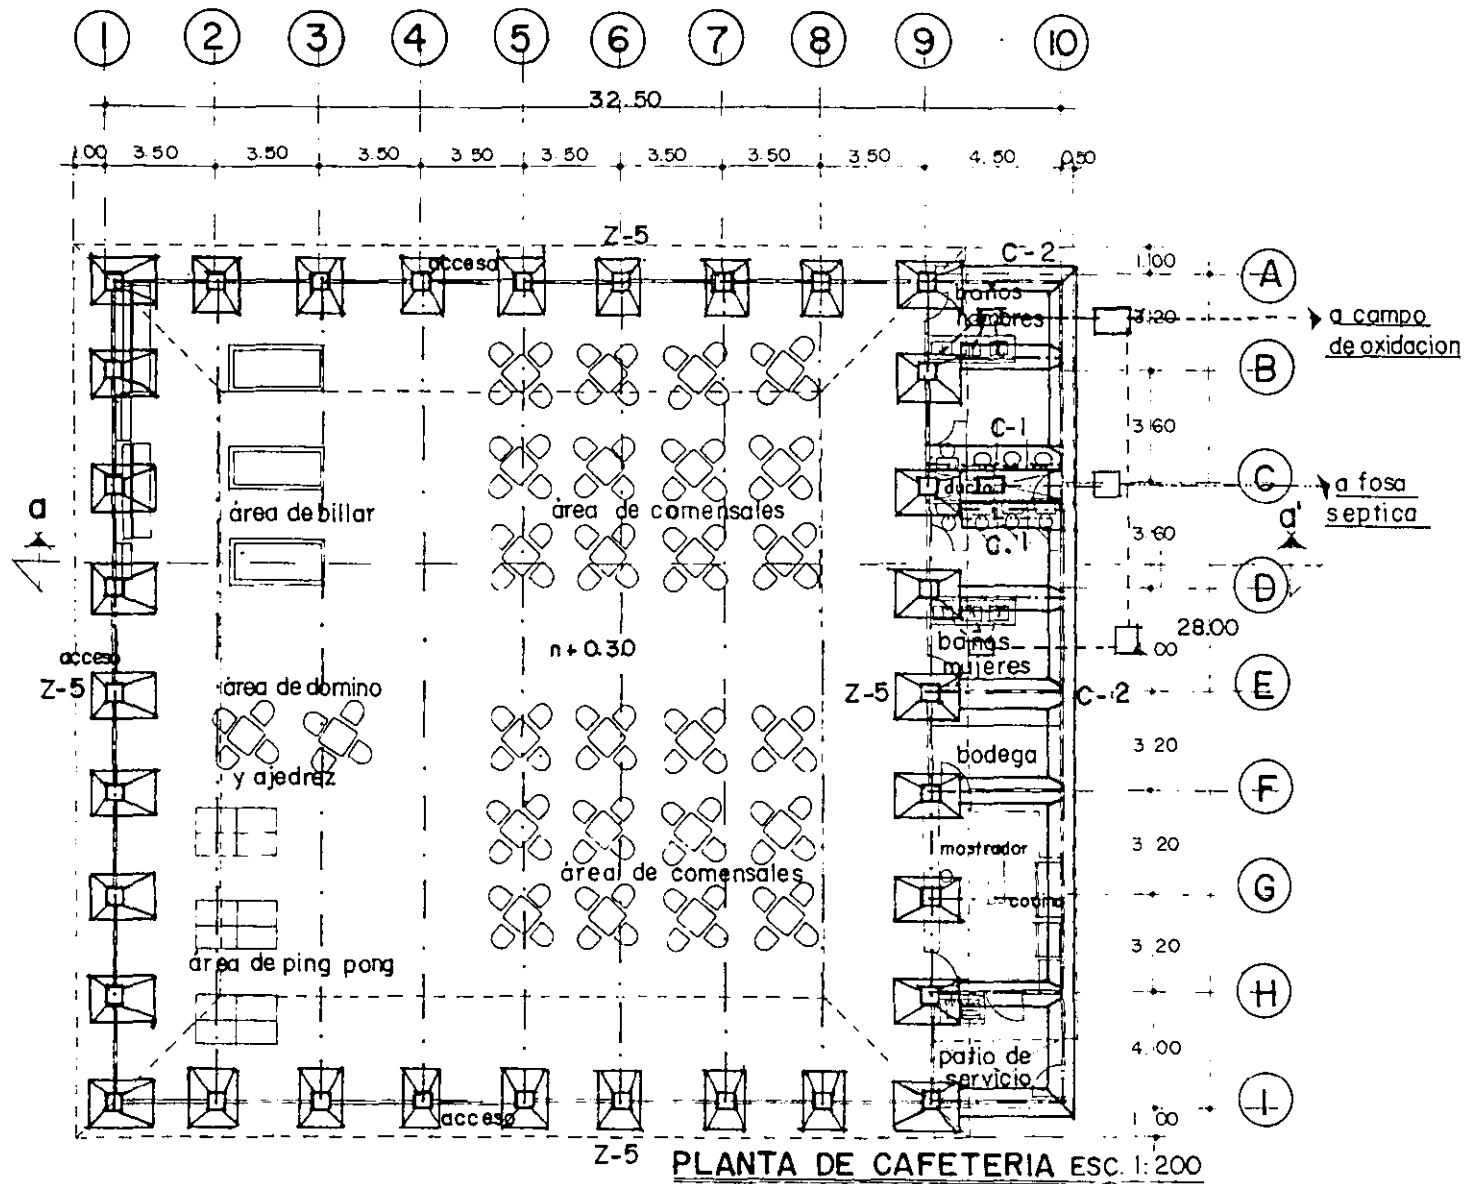 1 2 3 4 5 6 7 8 9 10
32.50
1.00 3.50 3.50 3.50 3.50 3.50 3.50 3.50 3.50 4.50 0.50
Z-5
C-2
acceso
1.00
A
baños
hombres
3.20
a campo
de oxidacion
B
C-1
3.60
C
ducto
a fosa
septica
área de billar
área de comensales
a
a'
C.1
3.60
D
n+0.30
baños
mujeres
28.00
4.00
acceso
Z-5
área de domino
y ajedrez
Z-5
C-2
E
bodega
3.20
F
mostrador
3.20
área de comensales
cocina
G
3.20
área de ping pong
H
patio de
servicio
4.00
acceso
I
1.00
Z-5
PLANTA DE CAFETERIA ESC. 1:200